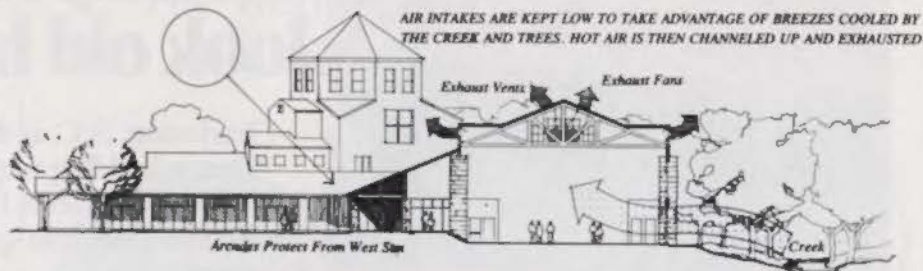 AIR INTAKES ARE KEPT LOW TO TAKE ADVANTAGE OF BREEZES COOLED BY
THE CREEK AND TREES. HOT AIR IS THEN CHANNELED UP AND EXHAUSTED
Exhaust Vents
Exhaust Fans
Arcades Protect From West Sun
Creek